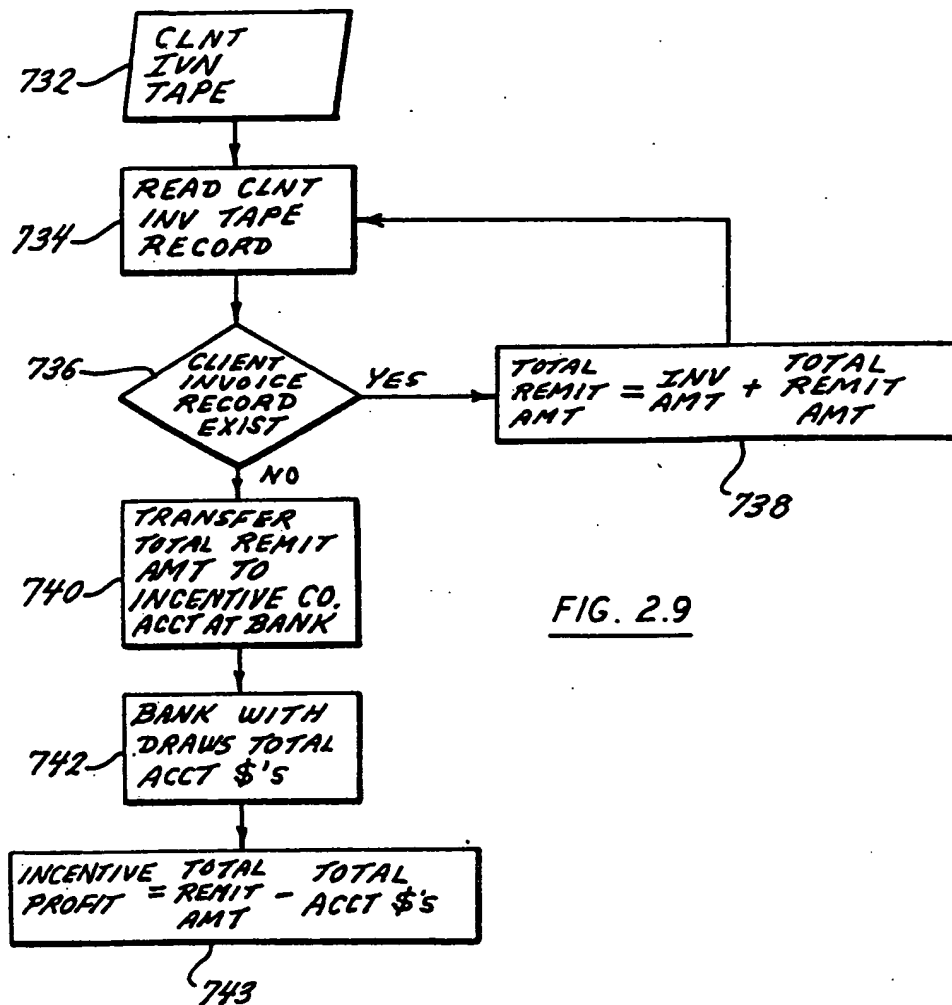 CLNT
IVN
TAPE
732
READ CLNT
INV TAPE
RECORD
734
CLIENT
INVOICE
RECORD
EXIST
736
YES
TOTAL REMIT AMT = INV AMT + TOTAL REMIT AMT
738
NO
TRANSFER
TOTAL REMIT
AMT TO
INCENTIVE CO.
ACCT AT BANK
740
FIG. 2.9
BANK WITH
DRAWS TOTAL
ACCT $'s
742
INCENTIVE PROFIT = TOTAL REMIT AMT - TOTAL ACCT $'s
743